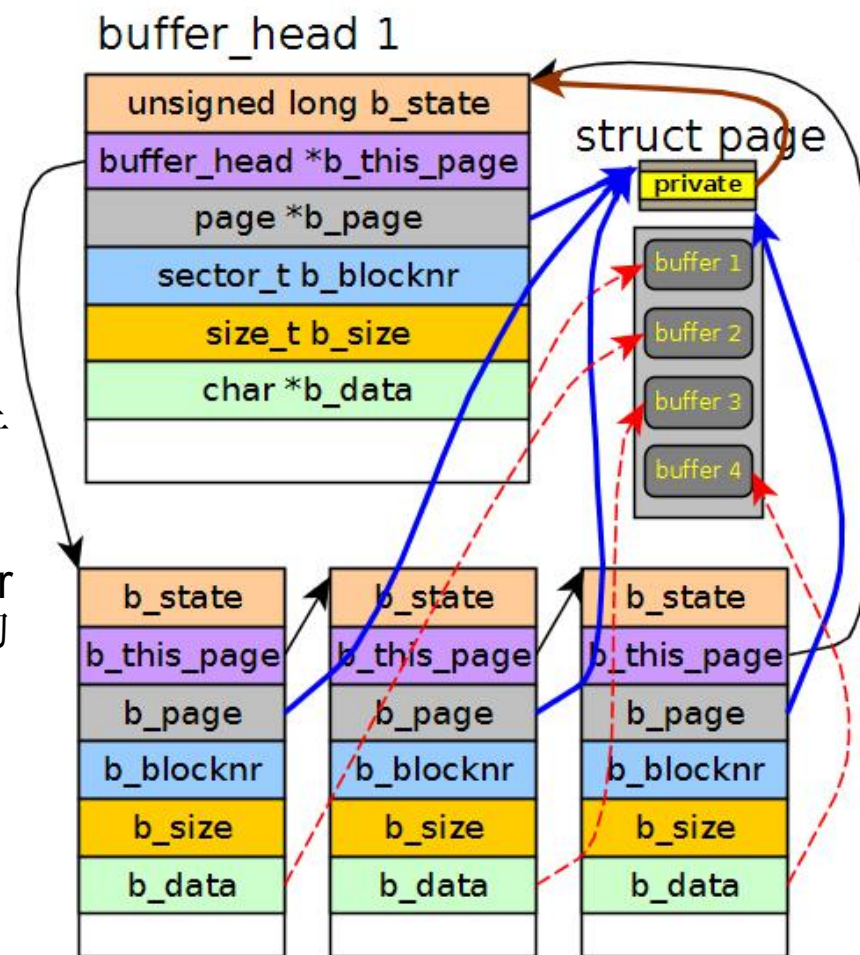 buffer_head 1
unsigned long b_state
buffer_head *b_this_page
page *b_page
sector_t b_blocknr
size_t b_size
char *b_data
struct page
private
buffer 1
buffer 2
buffer 3
buffer 4
r
b_state
b_this_page
b_page
b_blocknr
b_size
b_data
b_state
b_this_page
b_page
b_blocknr
b_size
b_data
b_state
b_this_page
b_page
b_blocknr
b_size
b_data